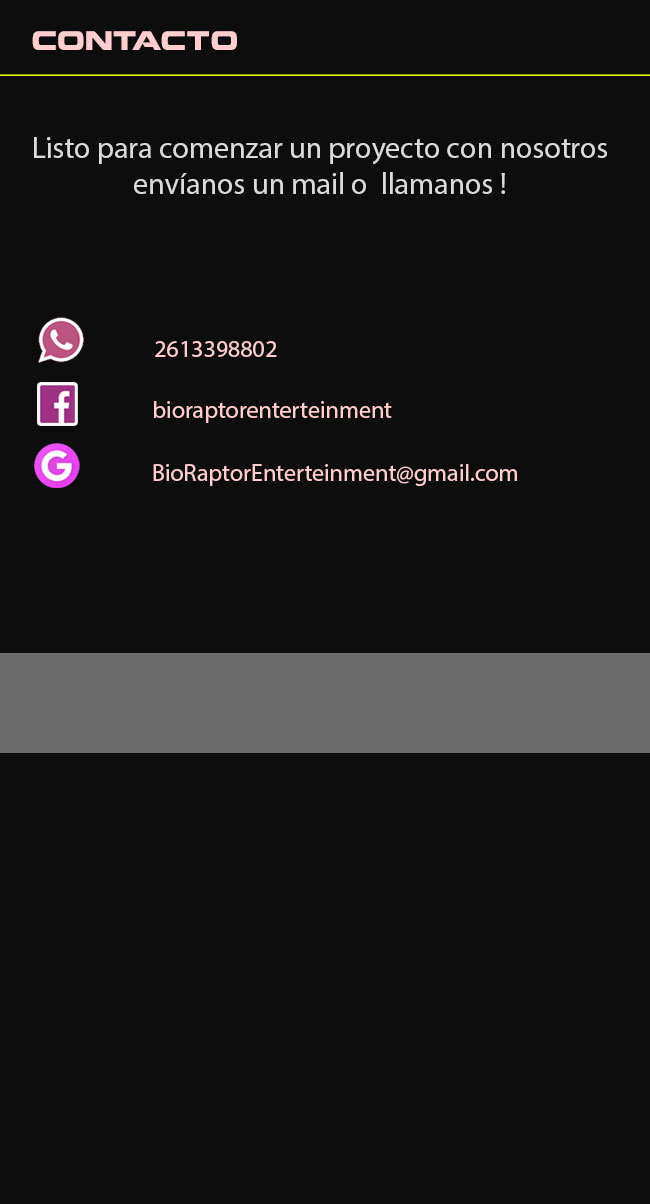 CONTACTO
Listo para comenzar un proyecto con nosotros
envíanos un mail o  llamanos !
2613398802
bioraptorenterteinment
BioRaptorEnterteinment@gmail.com